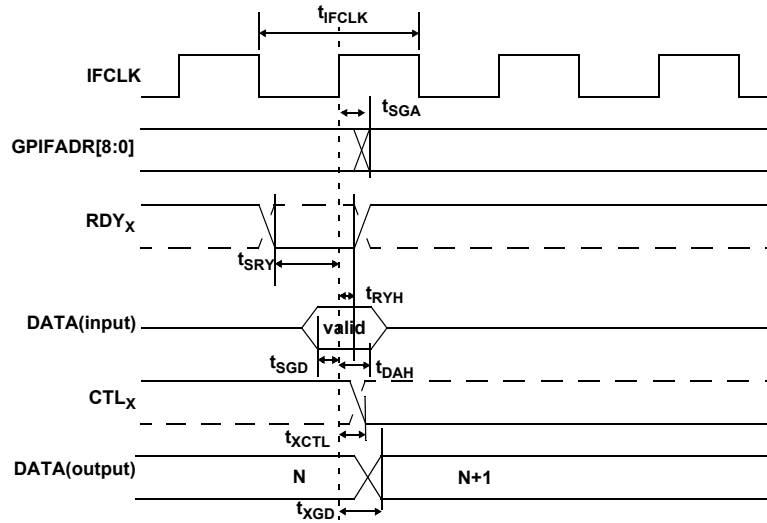 tIFCLK
IFCLK
tSGA
GPIFADR[8:0]
RDYX
tSRY
tRYH
DATA(input)
valid
tSGD
tDAH
CTLX
tXCTL
DATA(output)
N
N+1
tXGD